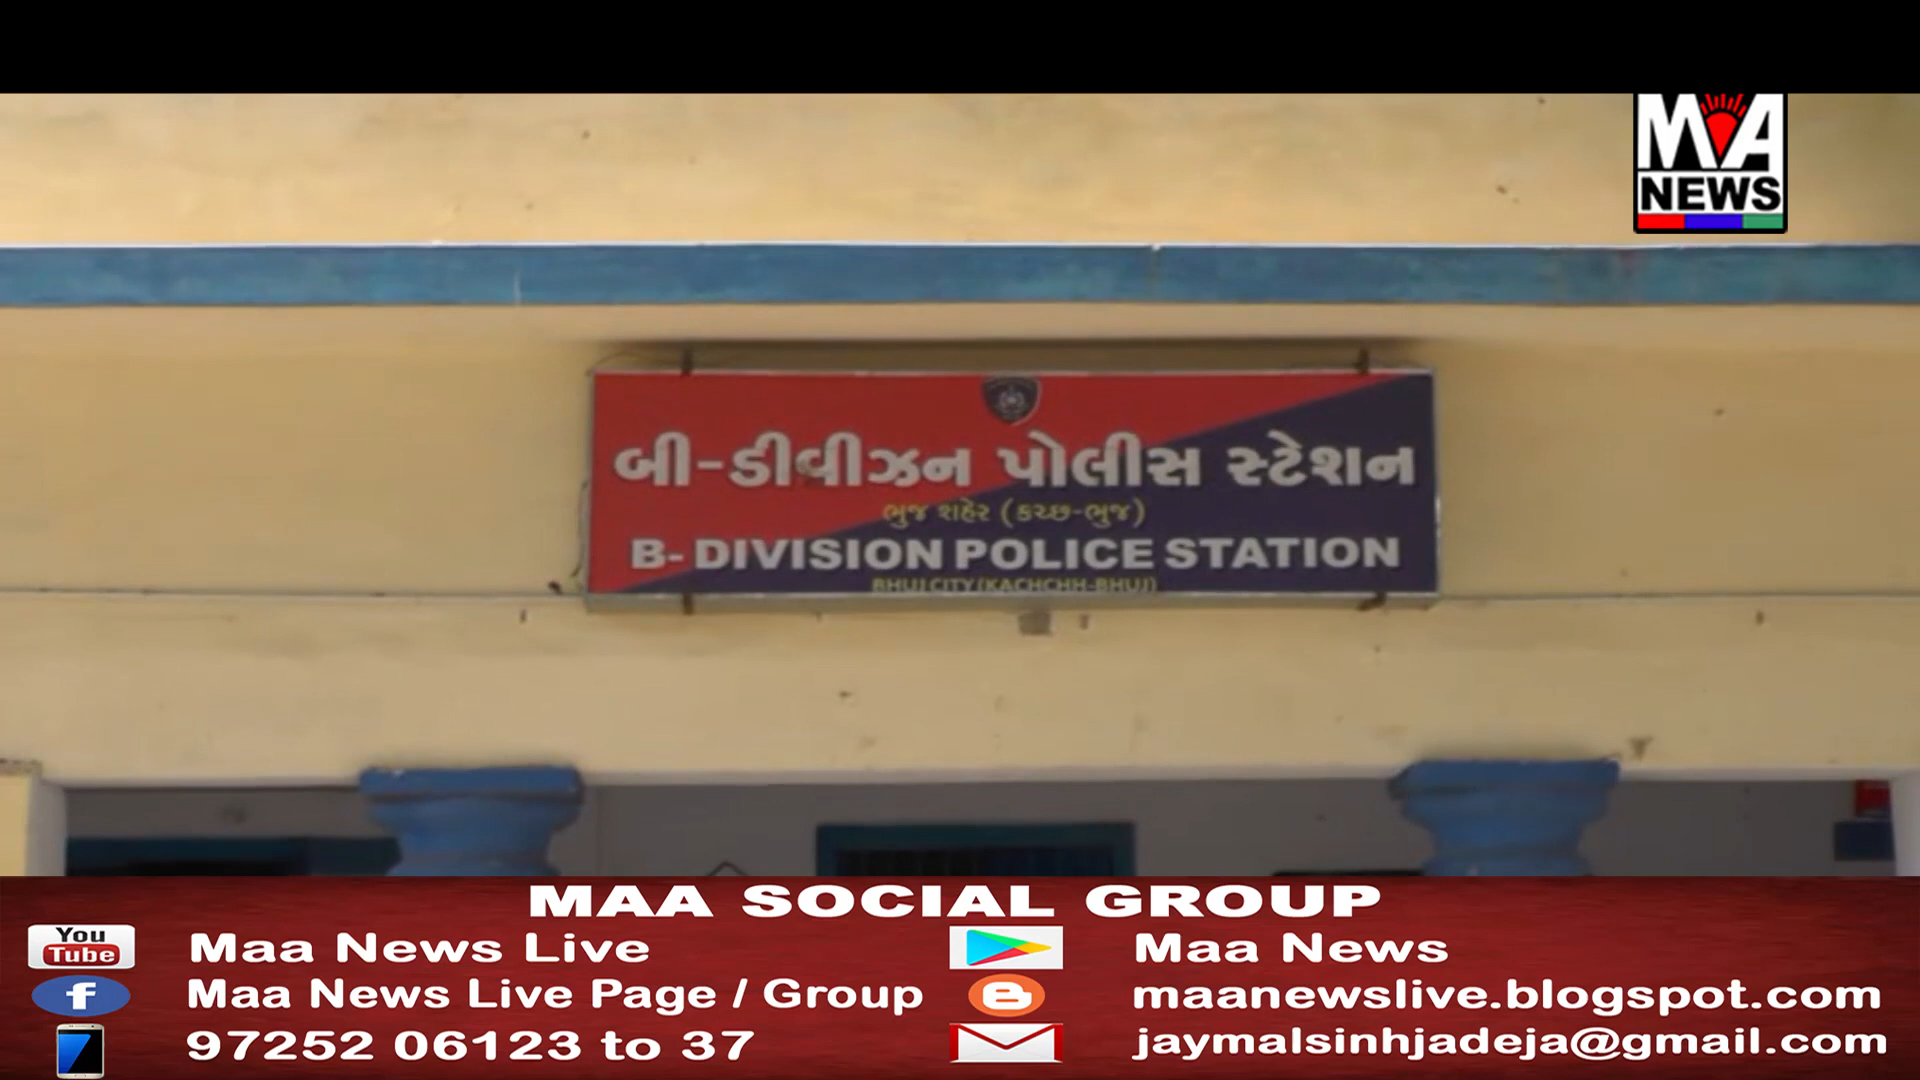 MAA
NEWS
બી-ડીવીઝન પોલીસ સ્ટેશન
ભુજ શહેર (કચ્છ-ભુજ)
B- DIVISION POLICE STATION
BHUJ CITY (KACHCHH-BHUJ)
MAA SOCIAL GROUP
You
Tube
Maa News Live
Maa News
f
Maa News Live Page / Group
maanewslive.blogspot.com
97252 06123 to 37
jaymalsinhjadeja@gmail.com